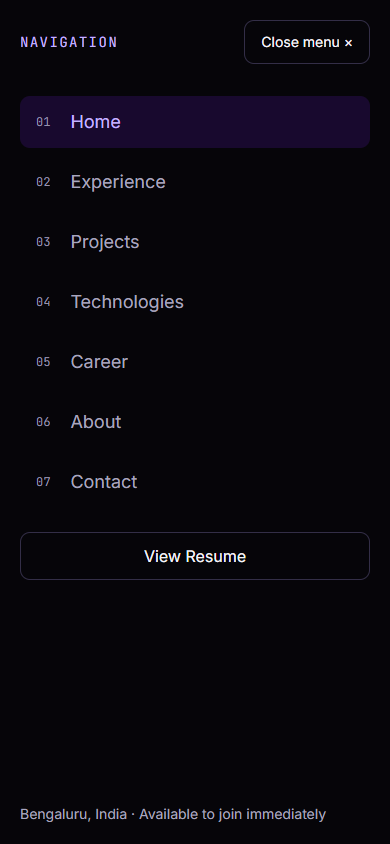 NAVIGATION
Close menu ×
01 Home
02 Experience
03 Projects
04 Technologies
05 Career
06 About
07 Contact
View Resume
Bengaluru, India · Available to join immediately